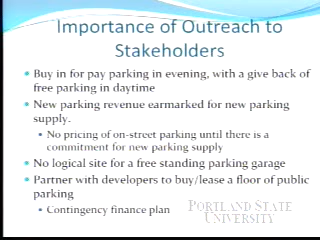 Importance of Outreach to
Stakeholders
Buy in for pay parking in evening, with a give back of
free parking in daytime
New parking revenue earmarked for new parking
supply.
No pricing of on-street parking until there is a
commitment for new parking supply
No logical site for a free standing parking garage
Partner with developers to buy/lease a floor of public
parking
Contingency finance plan
PORTLAND STATE
UNIVERSITY